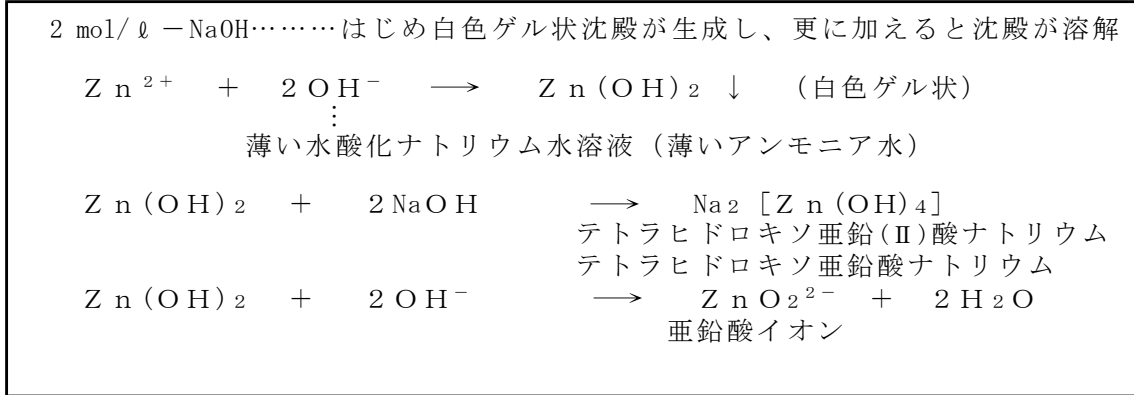 2 mol/ℓ－NaOH………はじめ白色ゲル状沈殿が生成し、更に加えると沈殿が溶解
Ｚｎ²⁺ ＋ ２ＯＨ⁻ ⟶ Ｚｎ(ＯＨ)₂ ↓ (白色ゲル状)
⋮
薄い水酸化ナトリウム水溶液（薄いアンモニア水）
Ｚｎ(ＯＨ)₂ ＋ ２NaＯＨ ⟶ Na₂［Ｚｎ(ＯＨ)₄］
テトラヒドロキソ亜鉛(Ⅱ)酸ナトリウム
テトラヒドロキソ亜鉛酸ナトリウム
Ｚｎ(ＯＨ)₂ ＋ ２ＯＨ⁻ ⟶ ＺｎＯ₂²⁻ ＋ ２Ｈ₂Ｏ
亜鉛酸イオン